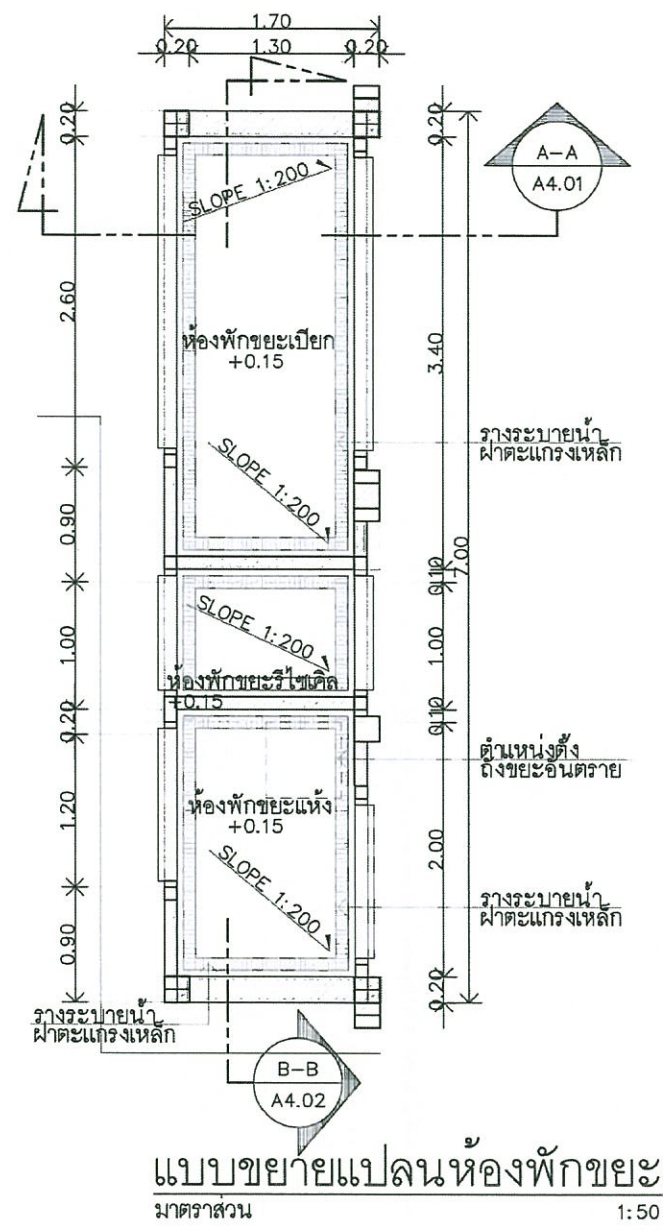 1.70
0.20 1.30 0.20
0.20
0.20
A-A
A4.01
SLOPE 1:200
2.60
3.40
ห้องพักขยะเปียก
+0.15
รางระบายน้ำ
ฝาตะแกรงเหล็ก
SLOPE 1:200
0.90
7.00
0.10
SLOPE 1:200
1.00
1.00
ห้องพักขยะรีไซเคิล
+0.15
0.20
0.10
ตำแหน่งตั้ง
ถังขยะอันตราย
ห้องพักขยะแห้ง
+0.15
1.20
2.00
SLOPE 1:200
รางระบายน้ำ
ฝาตะแกรงเหล็ก
0.90
0.20
รางระบายน้ำ
ฝาตะแกรงเหล็ก
B-B
A4.02
แบบขยายแปลนห้องพักขยะ
มาตราส่วน 1:50